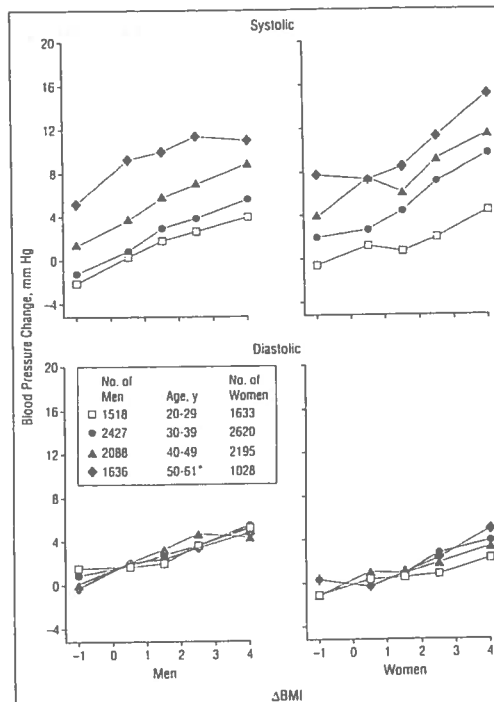 Systolic
20
16
12
8
4
0
−4
Blood Pressure Change, mm Hg
Diastolic
20
16
12
8
4
0
−4
No. of Men Age, y No. of Women
1518 20-29 1633
2427 30-39 2620
2088 40-49 2195
1636 50-61* 1028
−1 0 1 2 3 4
Men
−1 0 1 2 3 4
Women
ΔBMI